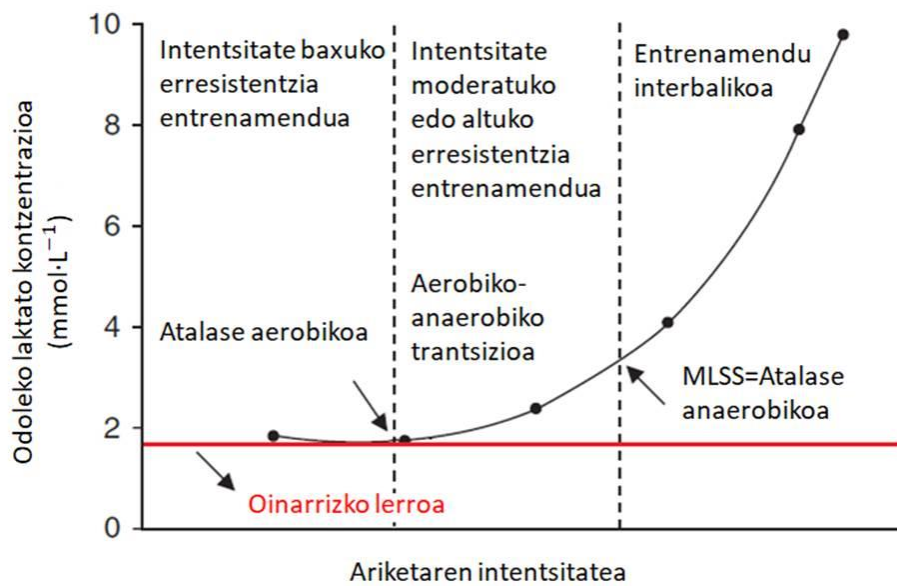 10
8
6
4
2
0
Odoleko laktato kontzentrazioa
(mmol·L⁻¹)
Intentsitate baxuko
erresistentzia
entrenamendua
Intentsitate
moderatuko
edo altuko
erresistentzia
entrenamendua
Entrenamendu
interbalikoa
Atalase aerobikoa
Aerobiko-
anaerobiko
trantsizioa
MLSS=Atalase
anaerobikoa
Oinarrizko lerroa
Ariketaren intentsitatea